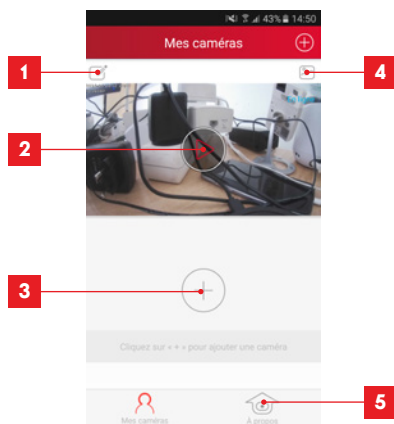 43% 14:50
Mes caméras
1
4
2
3
Cliquez sur « + » pour ajouter une caméra
Mes caméras
À propos
5